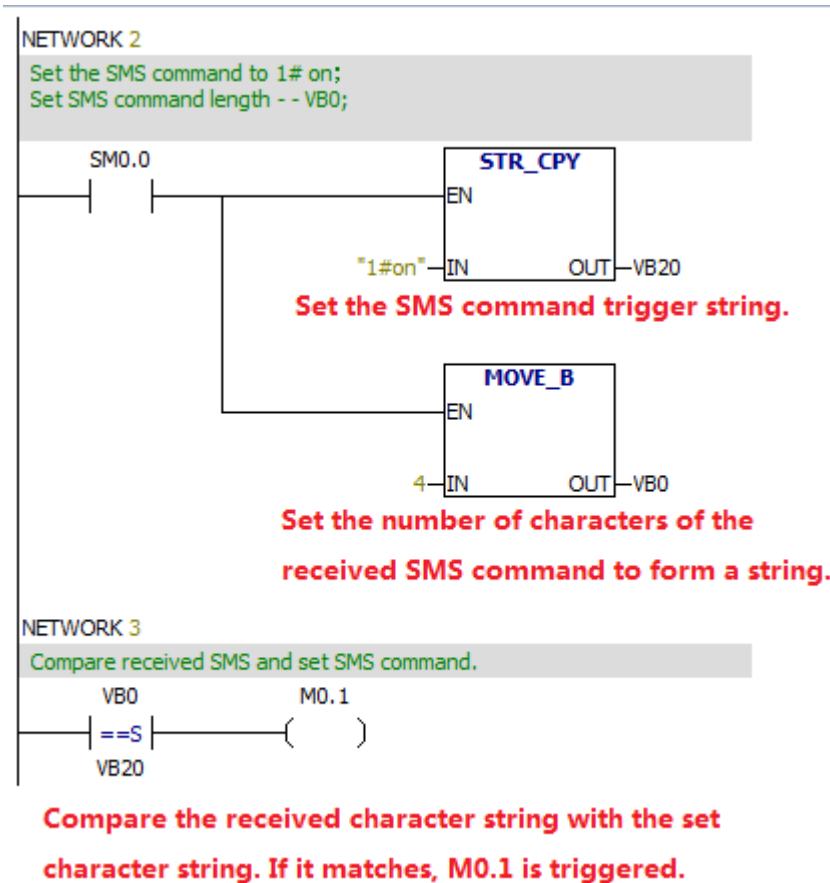 NETWORK 2
Set the SMS command to 1# on;
Set SMS command length - - VB0;
SM0.0
STR_CPY
EN
"1#on" IN OUT VB20
Set the SMS command trigger string.
MOVE_B
EN
4 IN OUT VB0
Set the number of characters of the
received SMS command to form a string.
NETWORK 3
Compare received SMS and set SMS command.
VB0 M0.1
==S
VB20
Compare the received character string with the set
character string. If it matches, M0.1 is triggered.